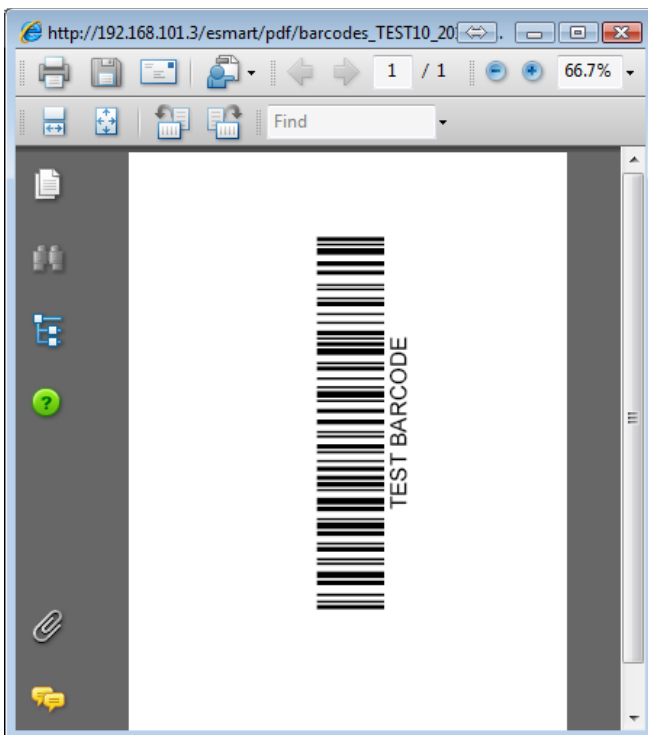 http://192.168.101.3/esmart/pdf/barcodes_TEST10_20
1 / 1 66.7%
Find
TEST BARCODE